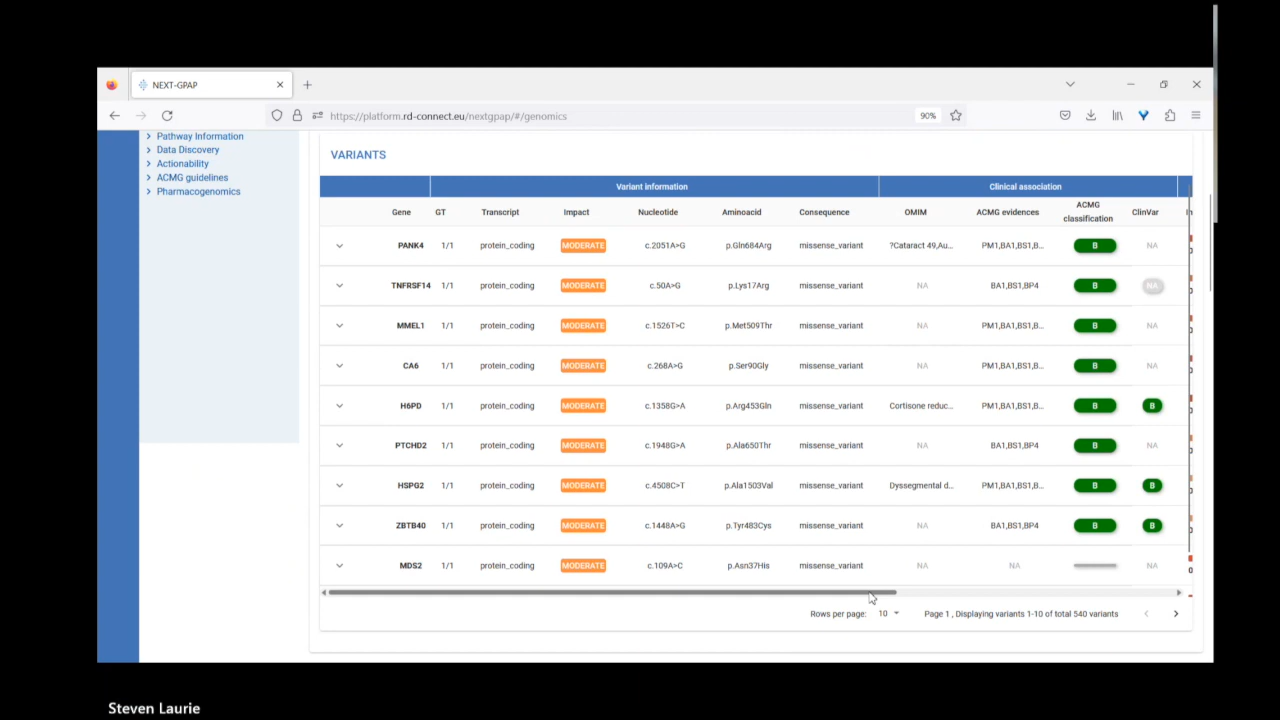 NEXT-GPAP
https://platform.rd-connect.eu/nextgpap/#/genomics
90%
Pathway Information
Data Discovery
Actionability
ACMG guidelines
Pharmacogenomics
VARIANTS
Variant information Clinical association
Gene GT Transcript Impact Nucleotide Aminoacid Consequence OMIM ACMG evidences ACMG classification ClinVar
PANK4 1/1 protein_coding MODERATE c.2051A>G p.Gln684Arg missense_variant ?Cataract 49,Au... PM1,BA1,BS1,B... B NA
TNFRSF14 1/1 protein_coding MODERATE c.50A>G p.Lys17Arg missense_variant NA BA1,BS1,BP4 B NA
MMEL1 1/1 protein_coding MODERATE c.1526T>C p.Met509Thr missense_variant NA PM1,BA1,BS1,B... B NA
CA6 1/1 protein_coding MODERATE c.268A>G p.Ser90Gly missense_variant NA PM1,BA1,BS1,B... B NA
H6PD 1/1 protein_coding MODERATE c.1358G>A p.Arg453Gln missense_variant Cortisone reduc... PM1,BA1,BS1,B... B B
PTCHD2 1/1 protein_coding MODERATE c.1948G>A p.Ala650Thr missense_variant NA BA1,BS1,BP4 B NA
HSPG2 1/1 protein_coding MODERATE c.4508C>T p.Ala1503Val missense_variant Dyssegmental d... PM1,BA1,BS1,B... B B
ZBTB40 1/1 protein_coding MODERATE c.1448A>G p.Tyr483Cys missense_variant NA BA1,BS1,BP4 B B
MDS2 1/1 protein_coding MODERATE c.109A>C p.Asn37His missense_variant NA NA NA
Rows per page: 10 Page 1 , Displaying variants 1-10 of total 540 variants
Steven Laurie